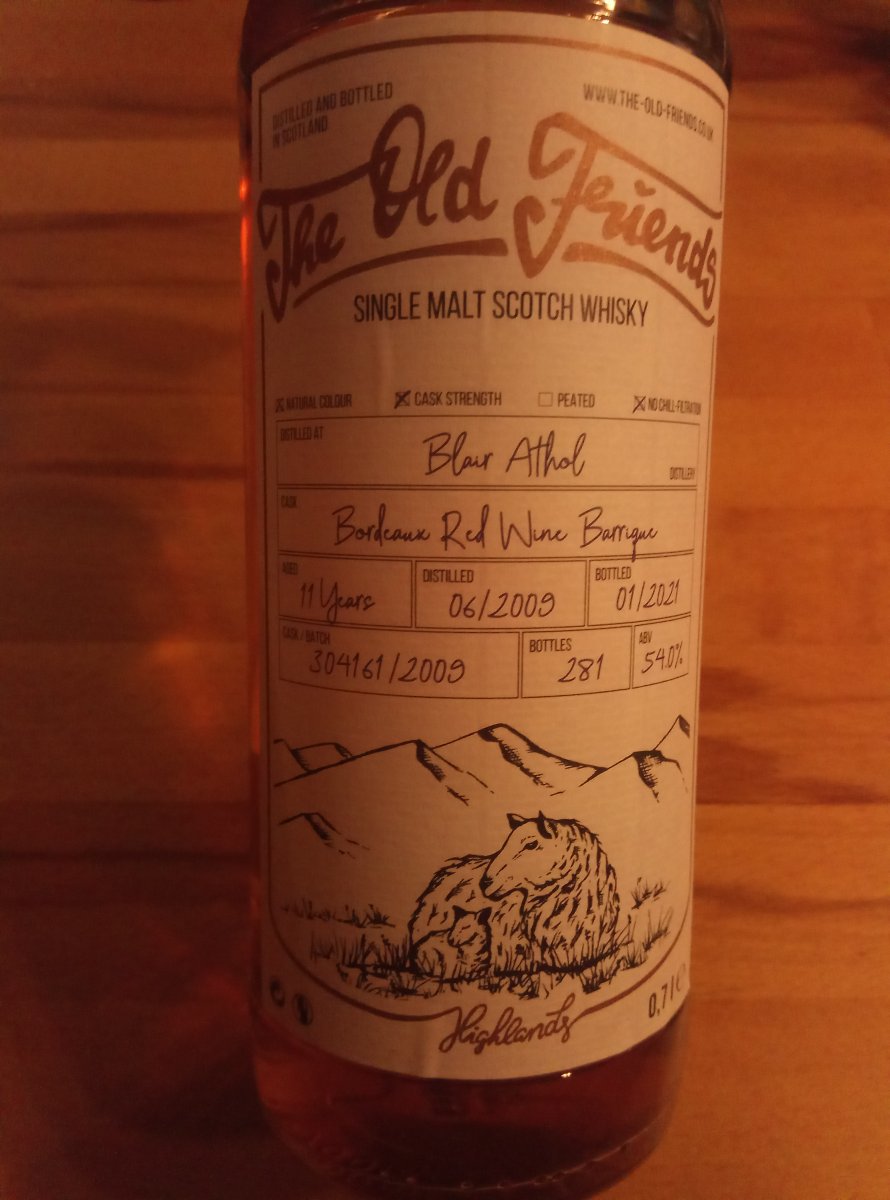 DISTILLED AND BOTTLED
IN SCOTLAND
WWW.THE-OLD-FRIENDS.CO.UK
The Old Friends
SINGLE MALT SCOTCH WHISKY
NATURAL COLOUR
CASK STRENGTH
PEATED
NO CHILL-FILTRATION
DISTILLED AT
Blair Athol
DISTILLERY
CASK
Bordeaux Red Wine Barrique
AGED
11 Years
DISTILLED
06/2009
BOTTLED
01/2021
CASK / BATCH
304161/2009
BOTTLES
281
ABV
54.0%
Highlands
0,7 l